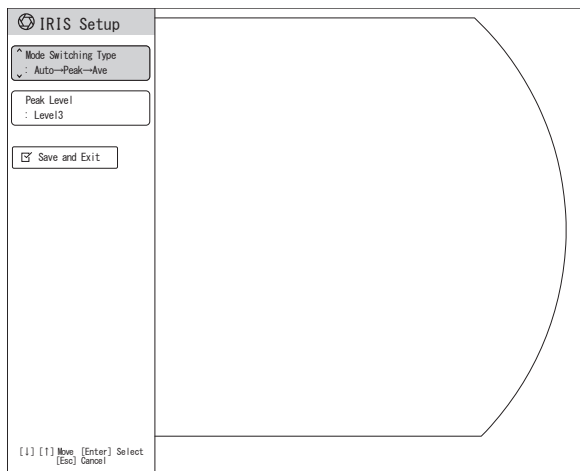 IRIS Setup
Mode Switching Type
: Auto→Peak→Ave
Peak Level
: Level3
Save and Exit
[↓] [↑] Move [Enter] Select
[Esc] Cancel